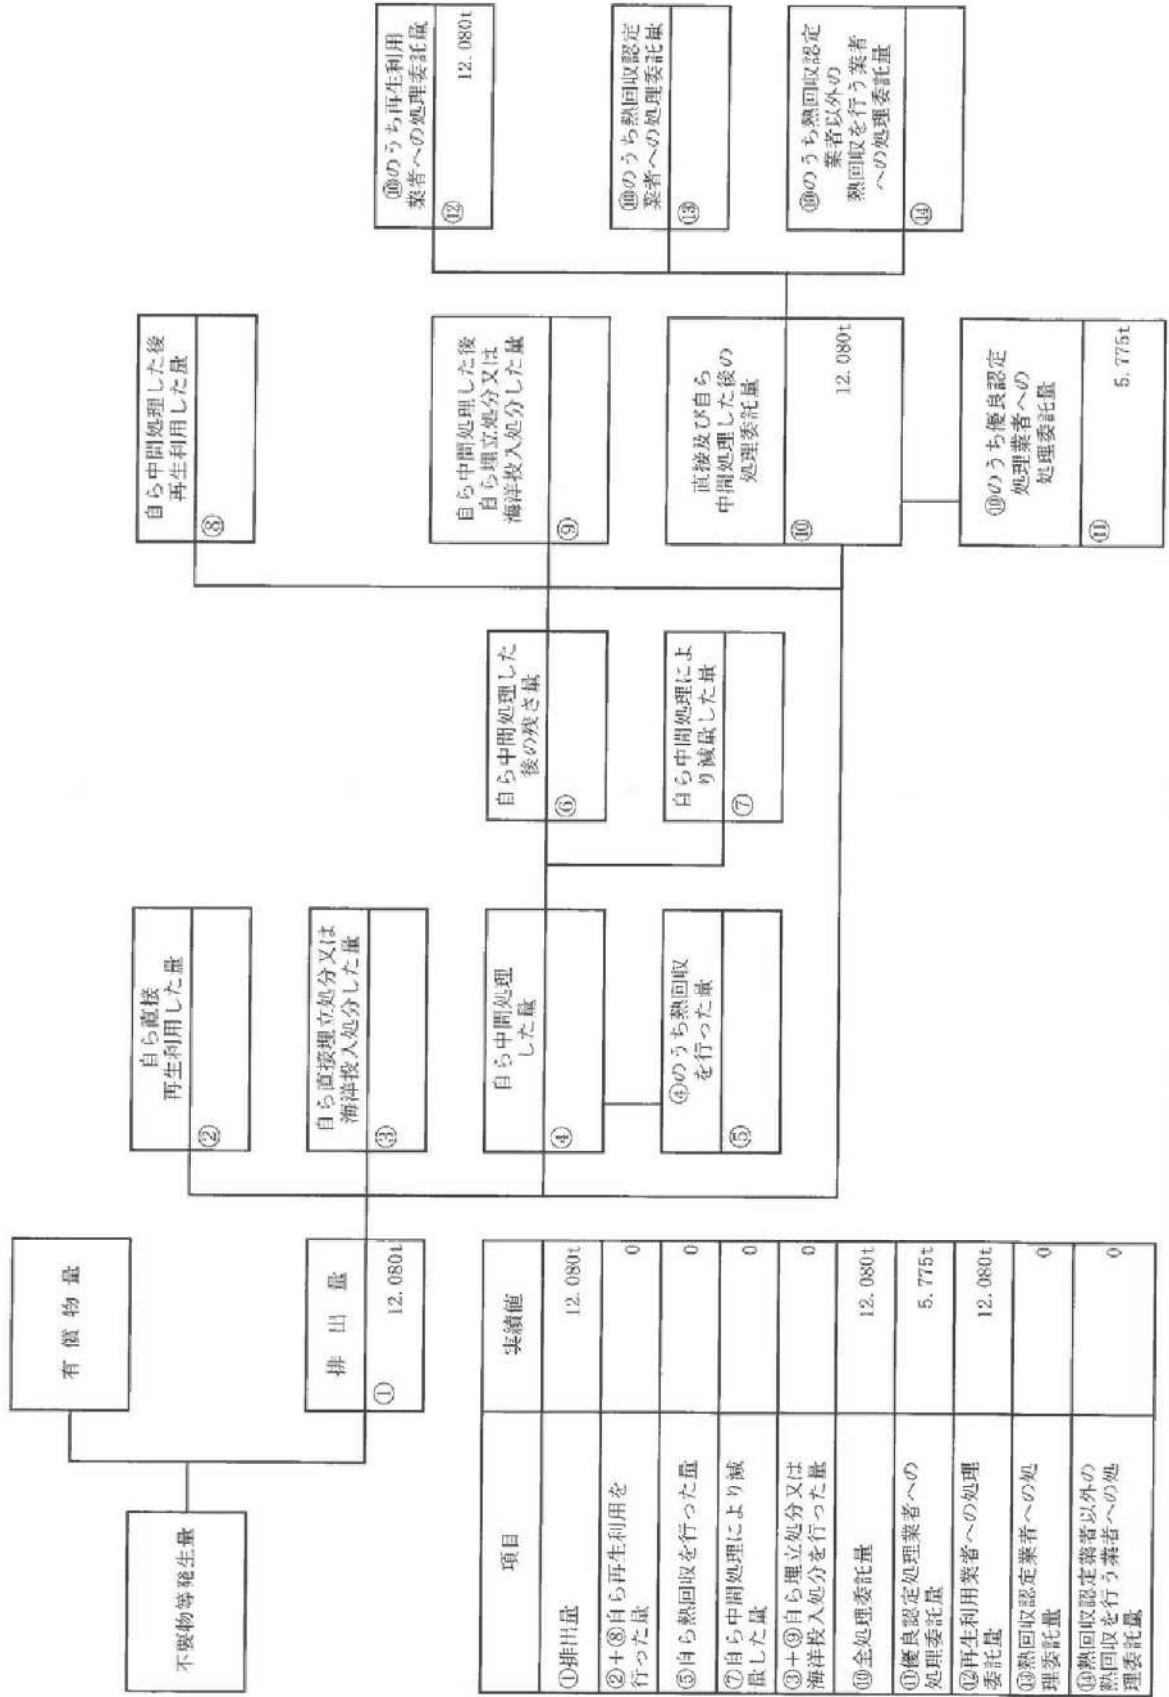 不要物等発生量
有 償 物 量
排 出 量
①
12.080t
自ら直接
再生利用した量
②
自ら直接埋立処分又は
海洋投入処分した量
③
自ら中間処理
した量
④
④のうち熱回収
を行った量
⑤
自ら中間処理した
後の残さ量
⑥
自ら中間処理によ
り減量した量
⑦
自ら中間処理した後
再生利用した量
⑧
自ら中間処理した後
自ら埋立処分又は
海洋投入処分した量
⑨
直接及び自ら
中間処理した後の
処理委託量
⑩
12.080t
⑩のうち優良認定
処理業者への
処理委託量
⑪
5.775t
⑩のうち再生利用
業者への処理委託量
⑫
12.080t
⑩のうち熱回収認定
業者への処理委託量
⑬
⑩のうち熱回収認定
業者以外の
熱回収を行う業者
への処理委託量
⑭
項目 実績値
①排出量 12.080t
②+⑧自ら再生利用を
行った量 0
⑤自ら熱回収を行った量 0
⑦自ら中間処理により減
量した量 0
③+⑨自ら埋立処分又は
海洋投入処分を行った量 0
⑩全処理委託量 12.080t
⑪優良認定処理業者への
処理委託量 5.775t
⑫再生利用業者への処理
委託量 12.080t
⑬熱回収認定業者への処
理委託量 0
⑭熱回収認定業者以外の
熱回収を行う業者への処
理委託量 0